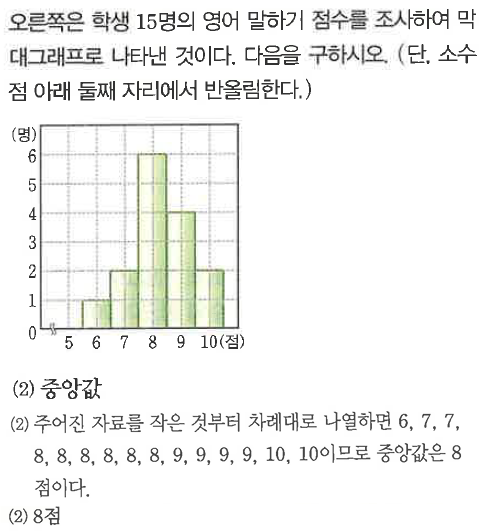 오른쪽은 학생 15명의 영어 말하기 점수를 조사하여 막
대그래프로 나타낸 것이다. 다음을 구하시오. (단, 소수
점 아래 둘째 자리에서 반올림한다.)
(명)
6
5
4
3
2
1
0
5 6 7 8 9 10(점)
(2) 중앙값
(2) 주어진 자료를 작은 것부터 차례대로 나열하면 6, 7, 7,
8, 8, 8, 8, 8, 8, 9, 9, 9, 9, 10, 10이므로 중앙값은 8
점이다.
(2) 8점